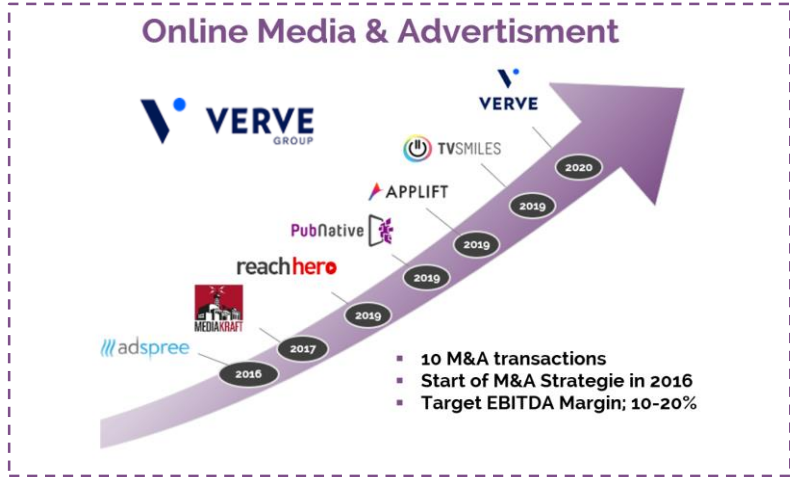 Online Media & Advertisment
VERVE
GROUP
VERVE
TVSMILES
2020
APPLIFT
2019
PubNative
2019
reachhero
2019
2019
MEDIAKRAFT
2017
adspree
2016
▪ 10 M&A transactions
▪ Start of M&A Strategie in 2016
▪ Target EBITDA Margin; 10-20%